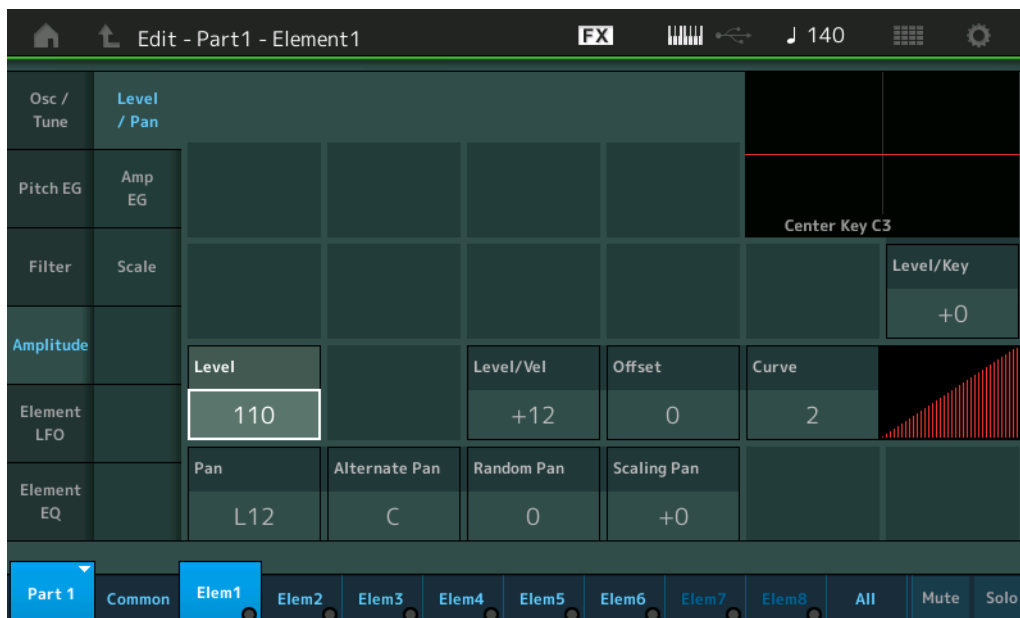 Edit - Part1 - Element1 FX ♩ 140
Osc /
Tune
Level
/ Pan
Pitch EG
Amp
EG
Center Key C3
Filter
Scale
Level/Key
+0
Amplitude
Level
Level/Vel
Offset
Curve
110
+12
0
2
Element
LFO
Pan
Alternate Pan
Random Pan
Scaling Pan
Element
EQ
L12
C
0
+0
Part 1 Common Elem1 Elem2 Elem3 Elem4 Elem5 Elem6 Elem7 Elem8 All Mute Solo